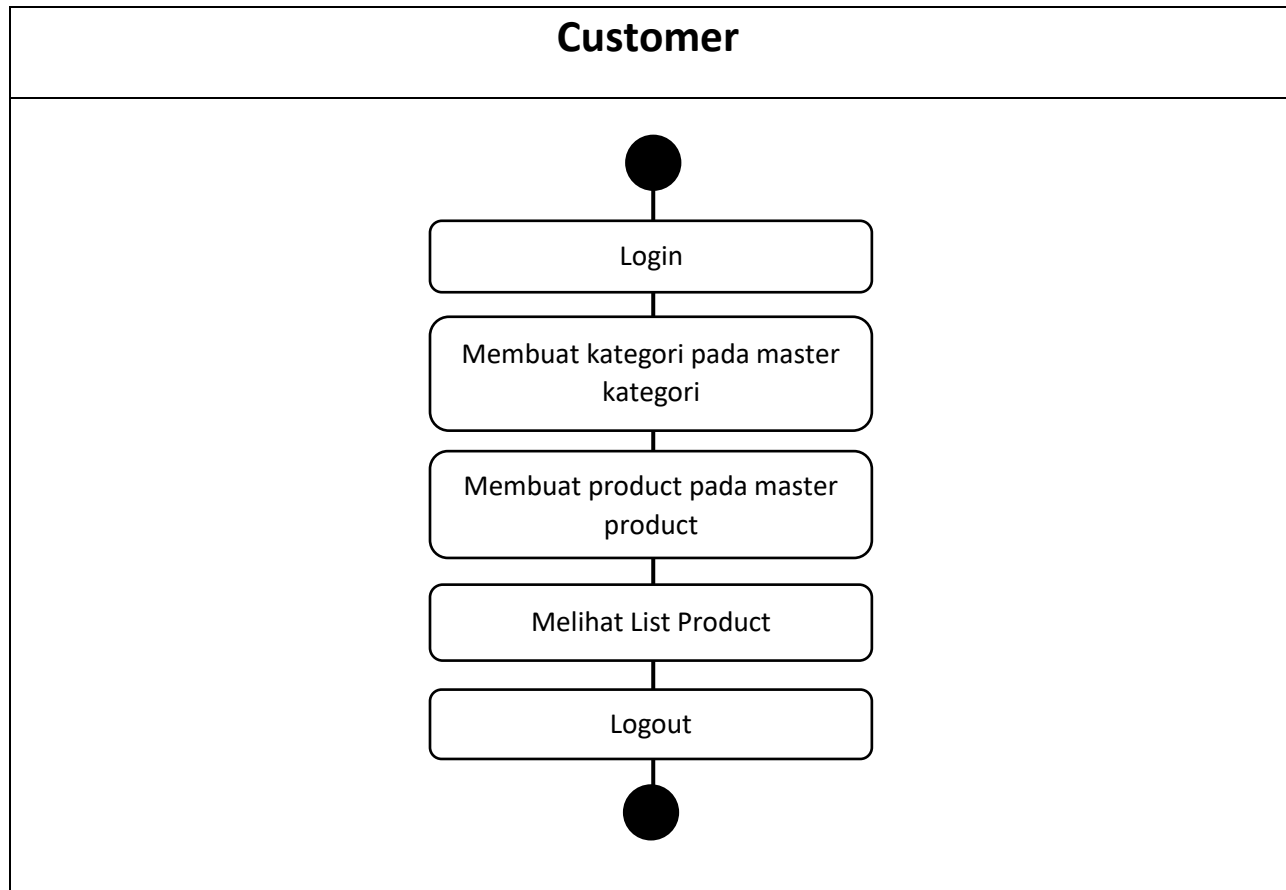 Customer
Login
Membuat kategori pada master
kategori
Membuat product pada master
product
Melihat List Product
Logout